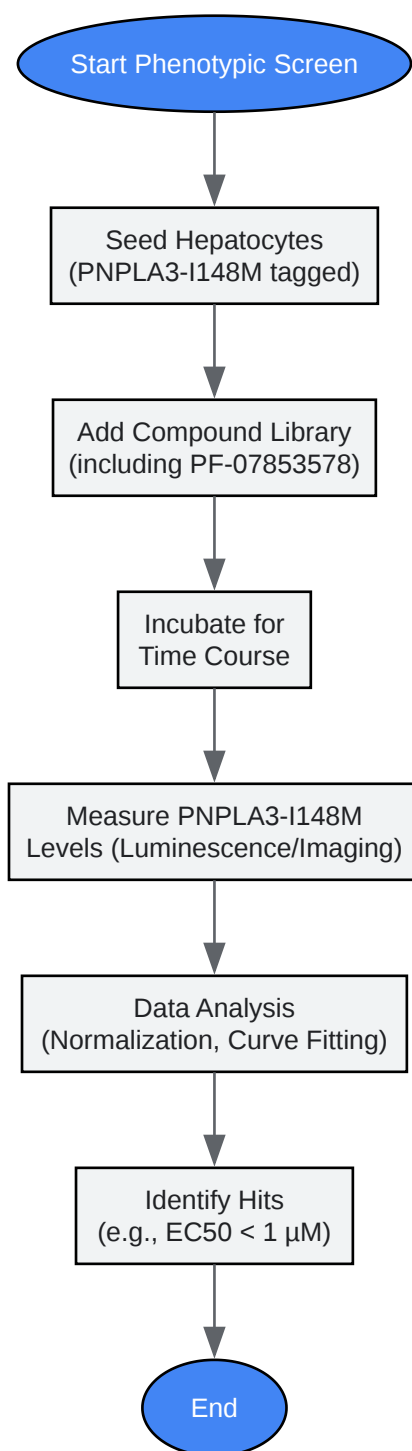 Start Phenotypic Screen
Seed Hepatocytes
(PNPLA3-I148M tagged)
Add Compound Library
(including PF-07853578)
Incubate for
Time Course
Measure PNPLA3-I148M
Levels (Luminescence/Imaging)
Data Analysis
(Normalization, Curve Fitting)
Identify Hits
(e.g., EC50 < 1 µM)
End